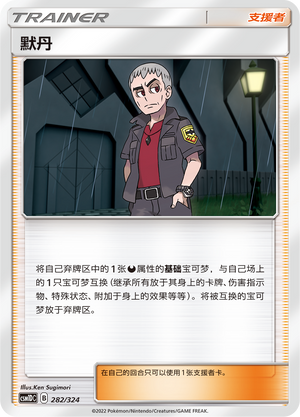 TRAINER 支援者
默丹
将自己弃牌区中的1张属性的基础宝可梦,与自己场上
的1只宝可梦互换(继承所有放于其身上的卡牌、伤害指示
物、特殊状态、附加于身上的效果等等)。将被互换的宝可
梦放于弃牌区。
在自己的回合只可以使用1张支援者卡。
Illus.Ken Sugimori
CSM1DC B 282/324
©2022 Pokémon/Nintendo/Creatures/GAME FREAK.